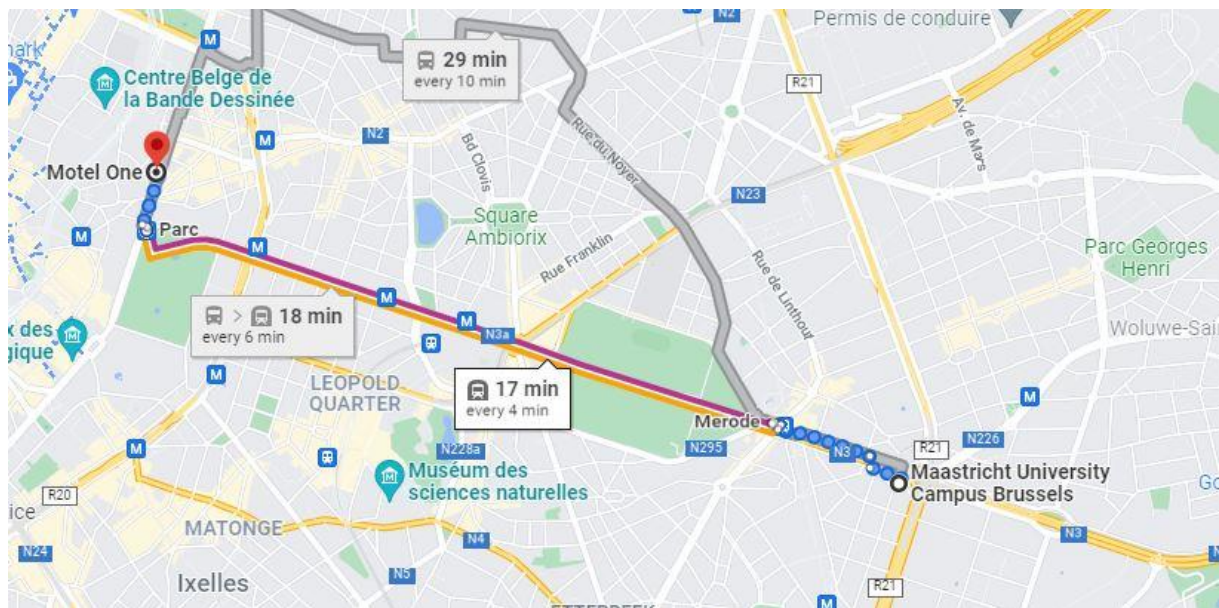 Permis de conduire
N2
R21
M
Centre Belge de
la Bande Dessinée
29 min
every 10 min
M
N2
Bd Clovis
Rue du Noyer
Av. de Mars
Motel One
N23
Parc
M
M
Square
Ambiorix
Rue Franklin
Rue de Linthout
Parc Georges
Henri
18 min
every 6 min
M
M
N3a
gique
LEOPOLD
QUARTER
M
17 min
every 4 min
M
Merode
M
N228a
N295
N3
R21
N226
Maastricht University
Campus Brussels
Muséum des
sciences naturelles
R20
MATONGE
N4
N3
N24
N5
Ixelles
R21
M